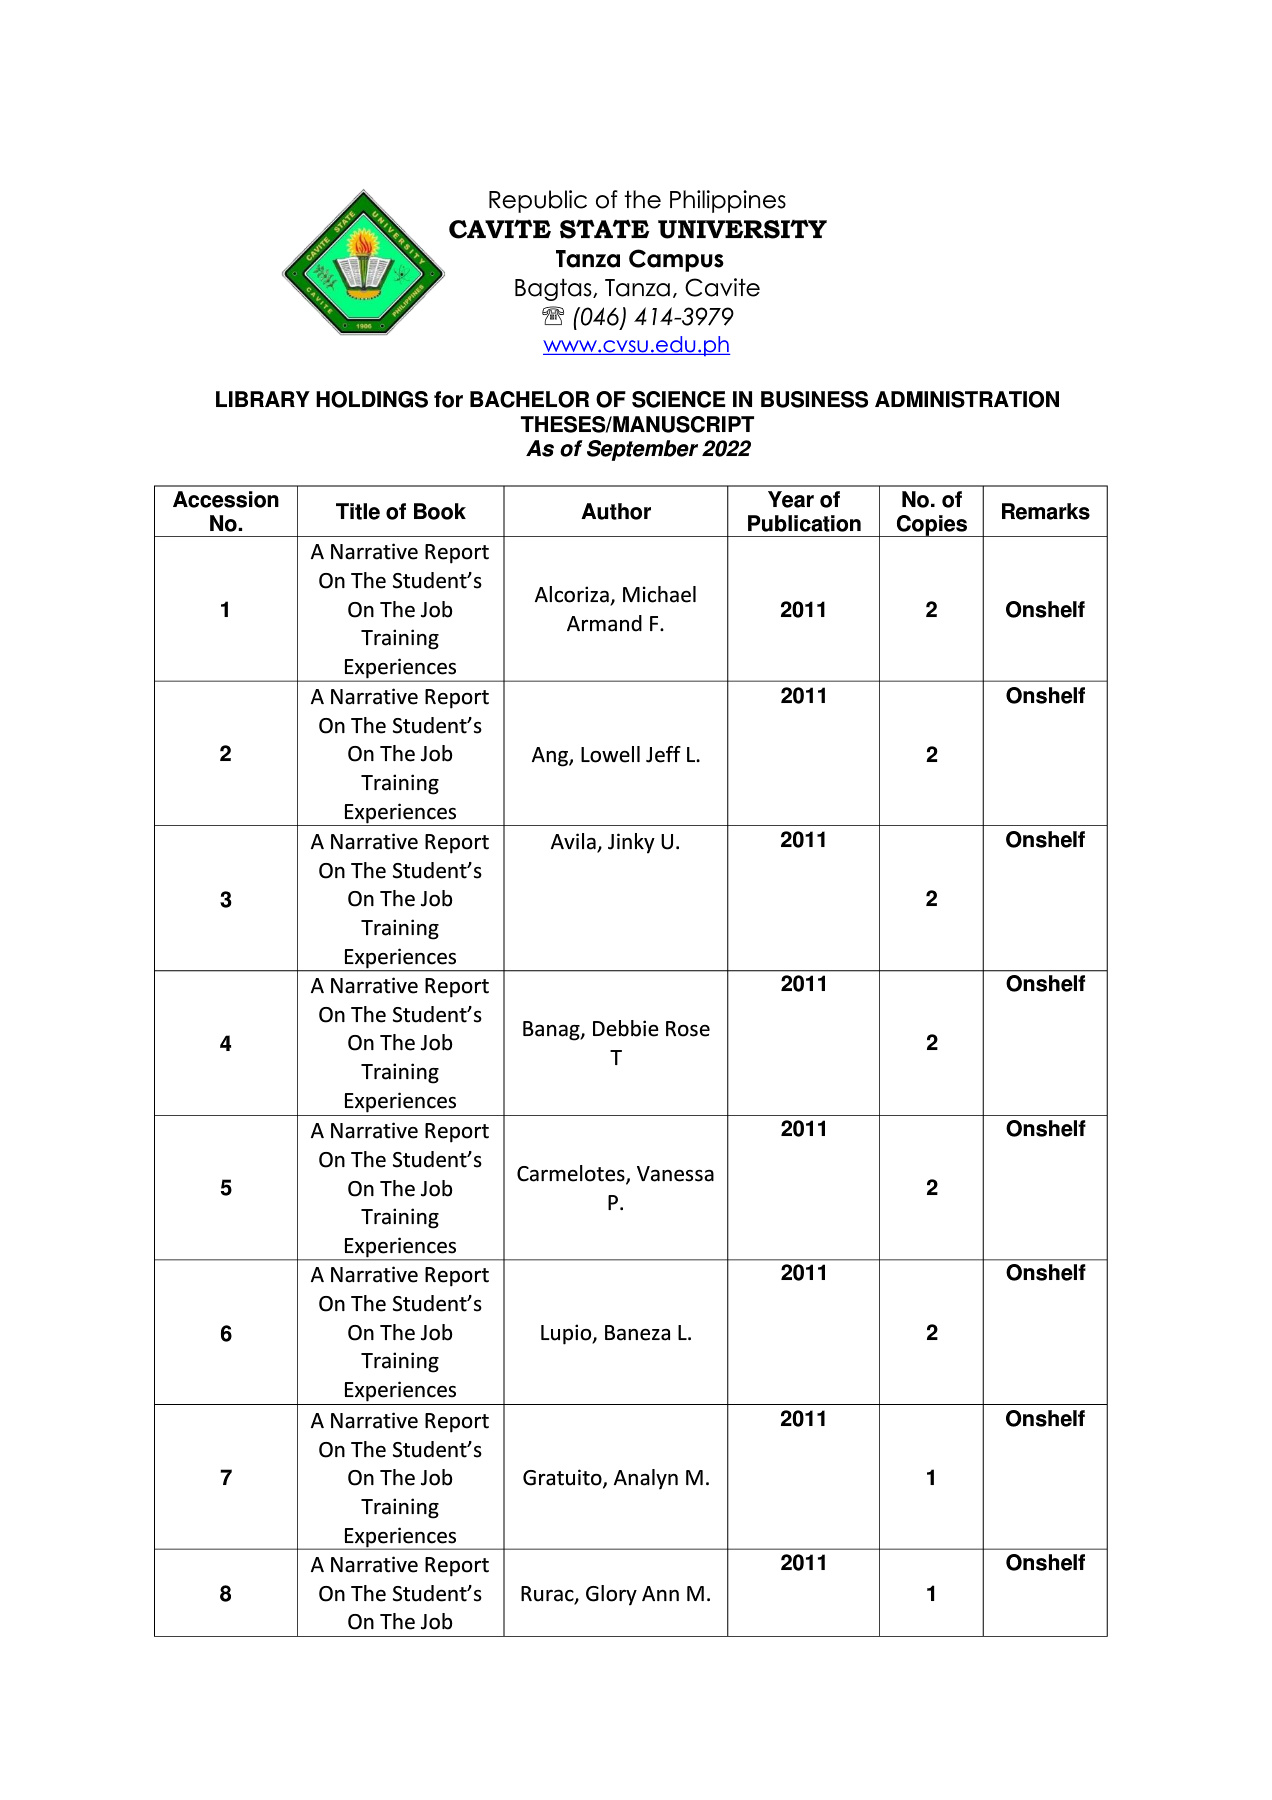 Republic of the Philippines
CAVITE STATE UNIVERSITY
Tanza Campus
Bagtas, Tanza, Cavite
☏ (046) 414-3979
www.cvsu.edu.ph
CAVITE STATE UNIVERSITY
CAVITE PHILIPPINES
1906
LIBRARY HOLDINGS for BACHELOR OF SCIENCE IN BUSINESS ADMINISTRATION
THESES/MANUSCRIPT
As of September 2022
Accession No. Title of Book Author Year of Publication No. of Copies Remarks
A Narrative Report
On The Student’s
1 On The Job Alcoriza, Michael Armand F. 2011 2 Onshelf
Training
Experiences
A Narrative Report 2011 Onshelf
On The Student’s
2 On The Job Ang, Lowell Jeff L. 2
Training
Experiences
A Narrative Report Avila, Jinky U. 2011 Onshelf
On The Student’s
3 On The Job 2
Training
Experiences
A Narrative Report 2011 Onshelf
On The Student’s
4 On The Job Banag, Debbie Rose T 2
Training
Experiences
A Narrative Report 2011 Onshelf
On The Student’s
5 On The Job Carmelotes, Vanessa P. 2
Training
Experiences
A Narrative Report 2011 Onshelf
On The Student’s
6 On The Job Lupio, Baneza L. 2
Training
Experiences
A Narrative Report 2011 Onshelf
On The Student’s
7 On The Job Gratuito, Analyn M. 1
Training
Experiences
A Narrative Report 2011 Onshelf
8 On The Student’s Rurac, Glory Ann M. 1
On The Job